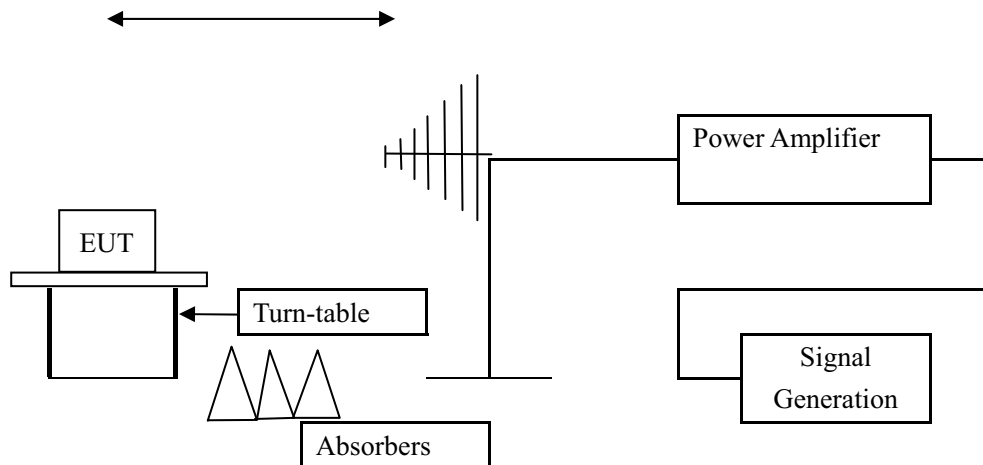 Power Amplifier
EUT
Turn-table
Signal
Generation
Absorbers